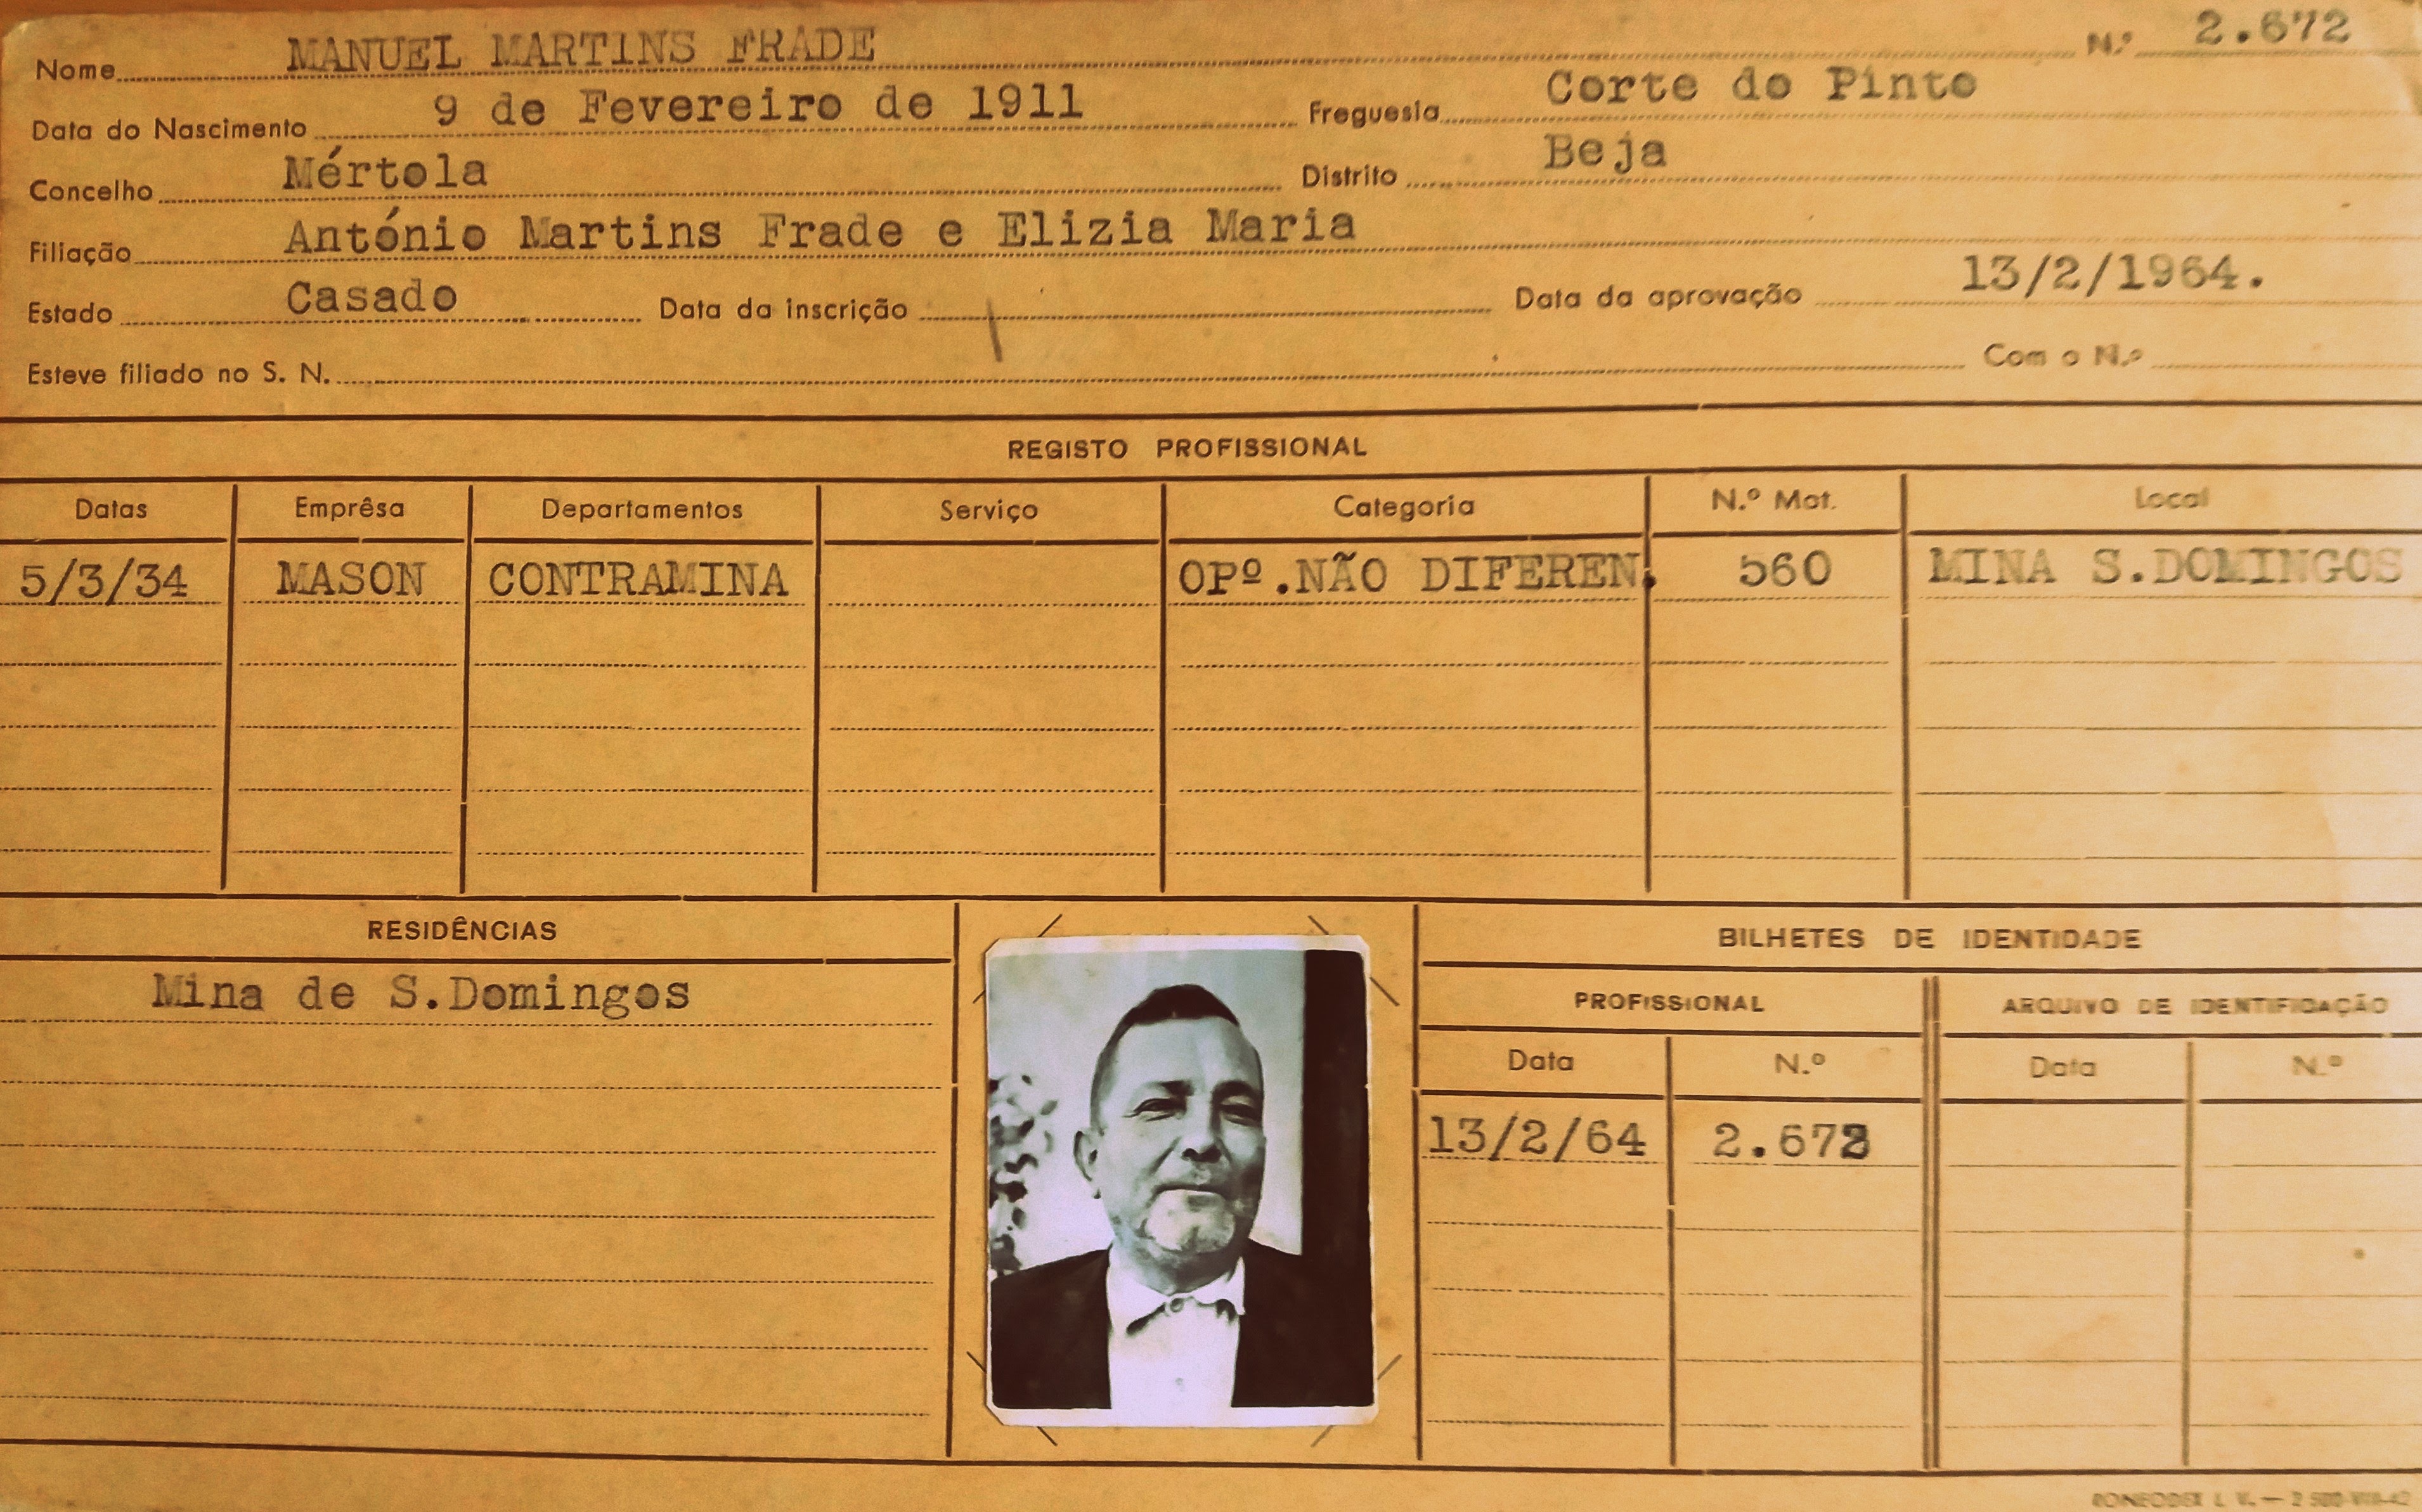 Nome MANUEL MARTINS FRADE N.º 2.672
Data do Nascimento 9 de Fevereiro de 1911 Freguesia Corte do Pinto
Concelho Mértola Distrito Beja
Filiação António Martins Frade e Elizia Maria
Estado Casado Data da inscrição Data da aprovação 13/2/1964.
Esteve filiado no S. N. Com o N.º
REGISTO PROFISSIONAL
Datas Emprêsa Departamentos Serviço Categoria N.º Mat. Local
5/3/34 MASON CONTRAMINA OPº.NÃO DIFEREN. 560 MINA S.DOMINGOS
RESIDÊNCIAS
Mina de S.Domingos
BILHETES DE IDENTIDADE
PROFISSIONAL ARQUIVO DE IDENTIFICAÇÃO
Data N.º Data N.º
13/2/64 2.672